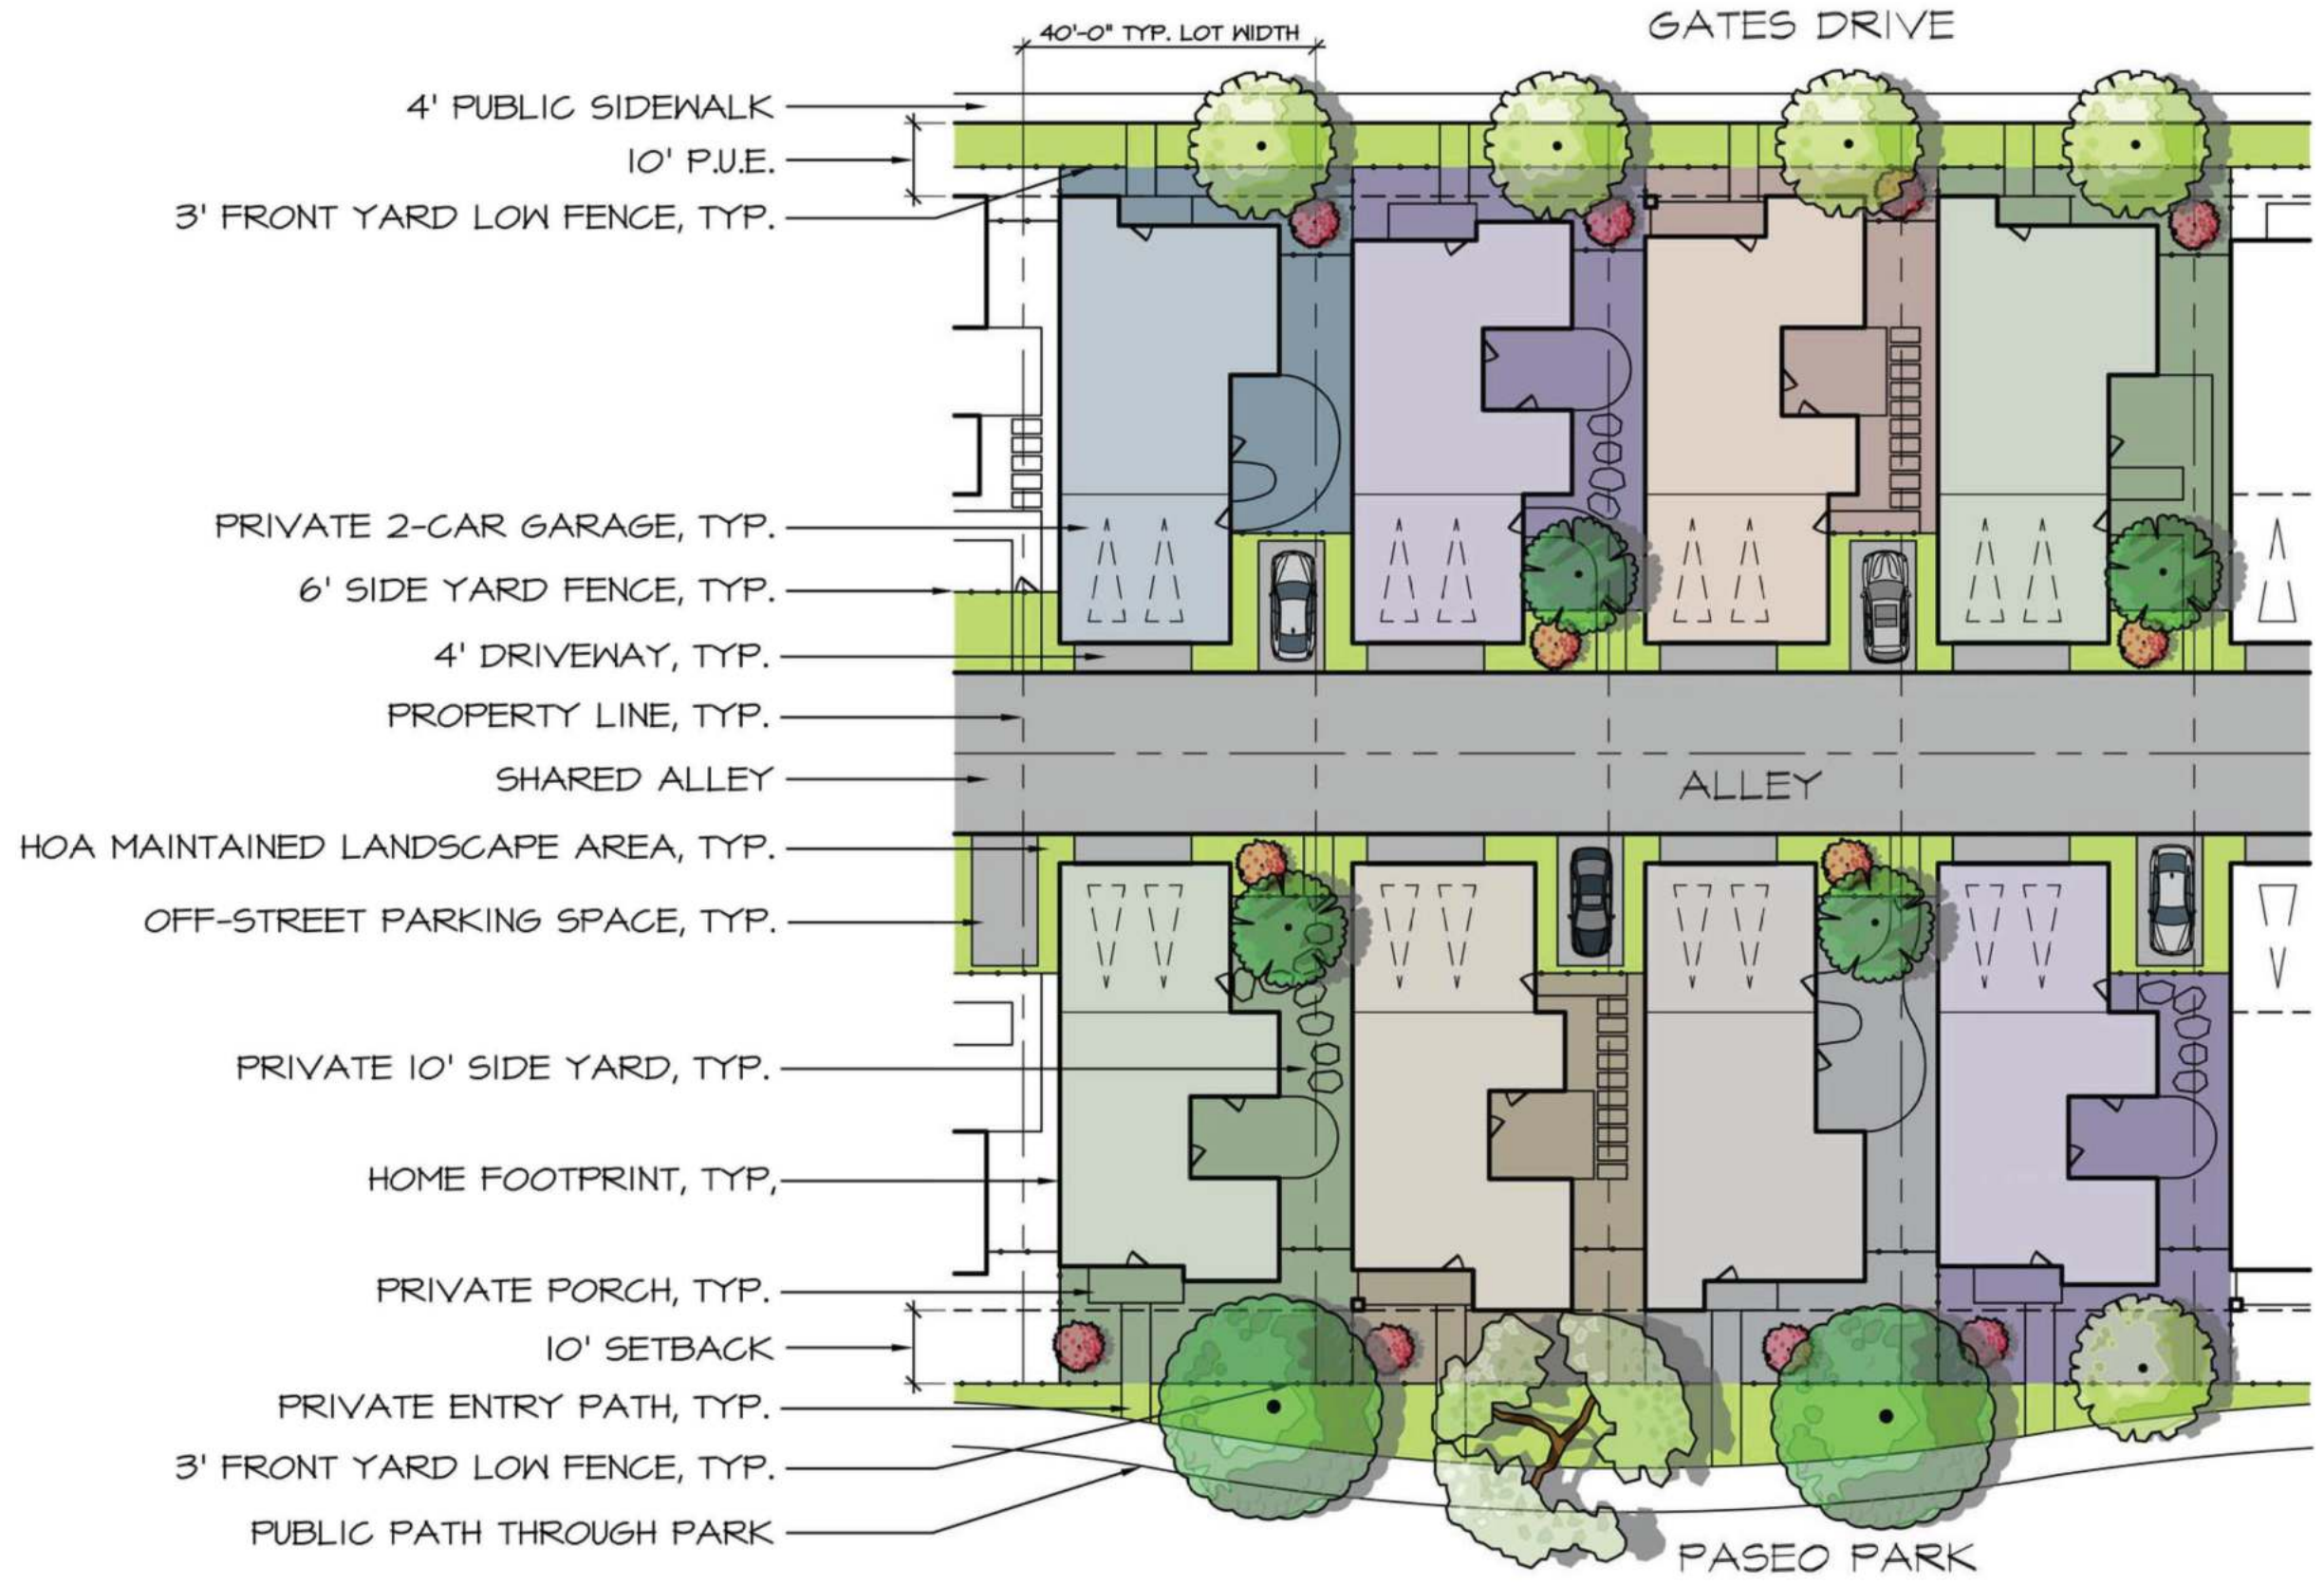 GATES DRIVE
40'-0" TYP. LOT WIDTH
4' PUBLIC SIDEWALK
10' P.U.E.
3' FRONT YARD LOW FENCE, TYP.
PRIVATE 2-CAR GARAGE, TYP.
6' SIDE YARD FENCE, TYP.
4' DRIVEWAY, TYP.
PROPERTY LINE, TYP.
SHARED ALLEY
ALLEY
HOA MAINTAINED LANDSCAPE AREA, TYP.
OFF-STREET PARKING SPACE, TYP.
PRIVATE 10' SIDE YARD, TYP.
HOME FOOTPRINT, TYP,
PRIVATE PORCH, TYP.
10' SETBACK
PRIVATE ENTRY PATH, TYP.
3' FRONT YARD LOW FENCE, TYP.
PUBLIC PATH THROUGH PARK
PASEO PARK